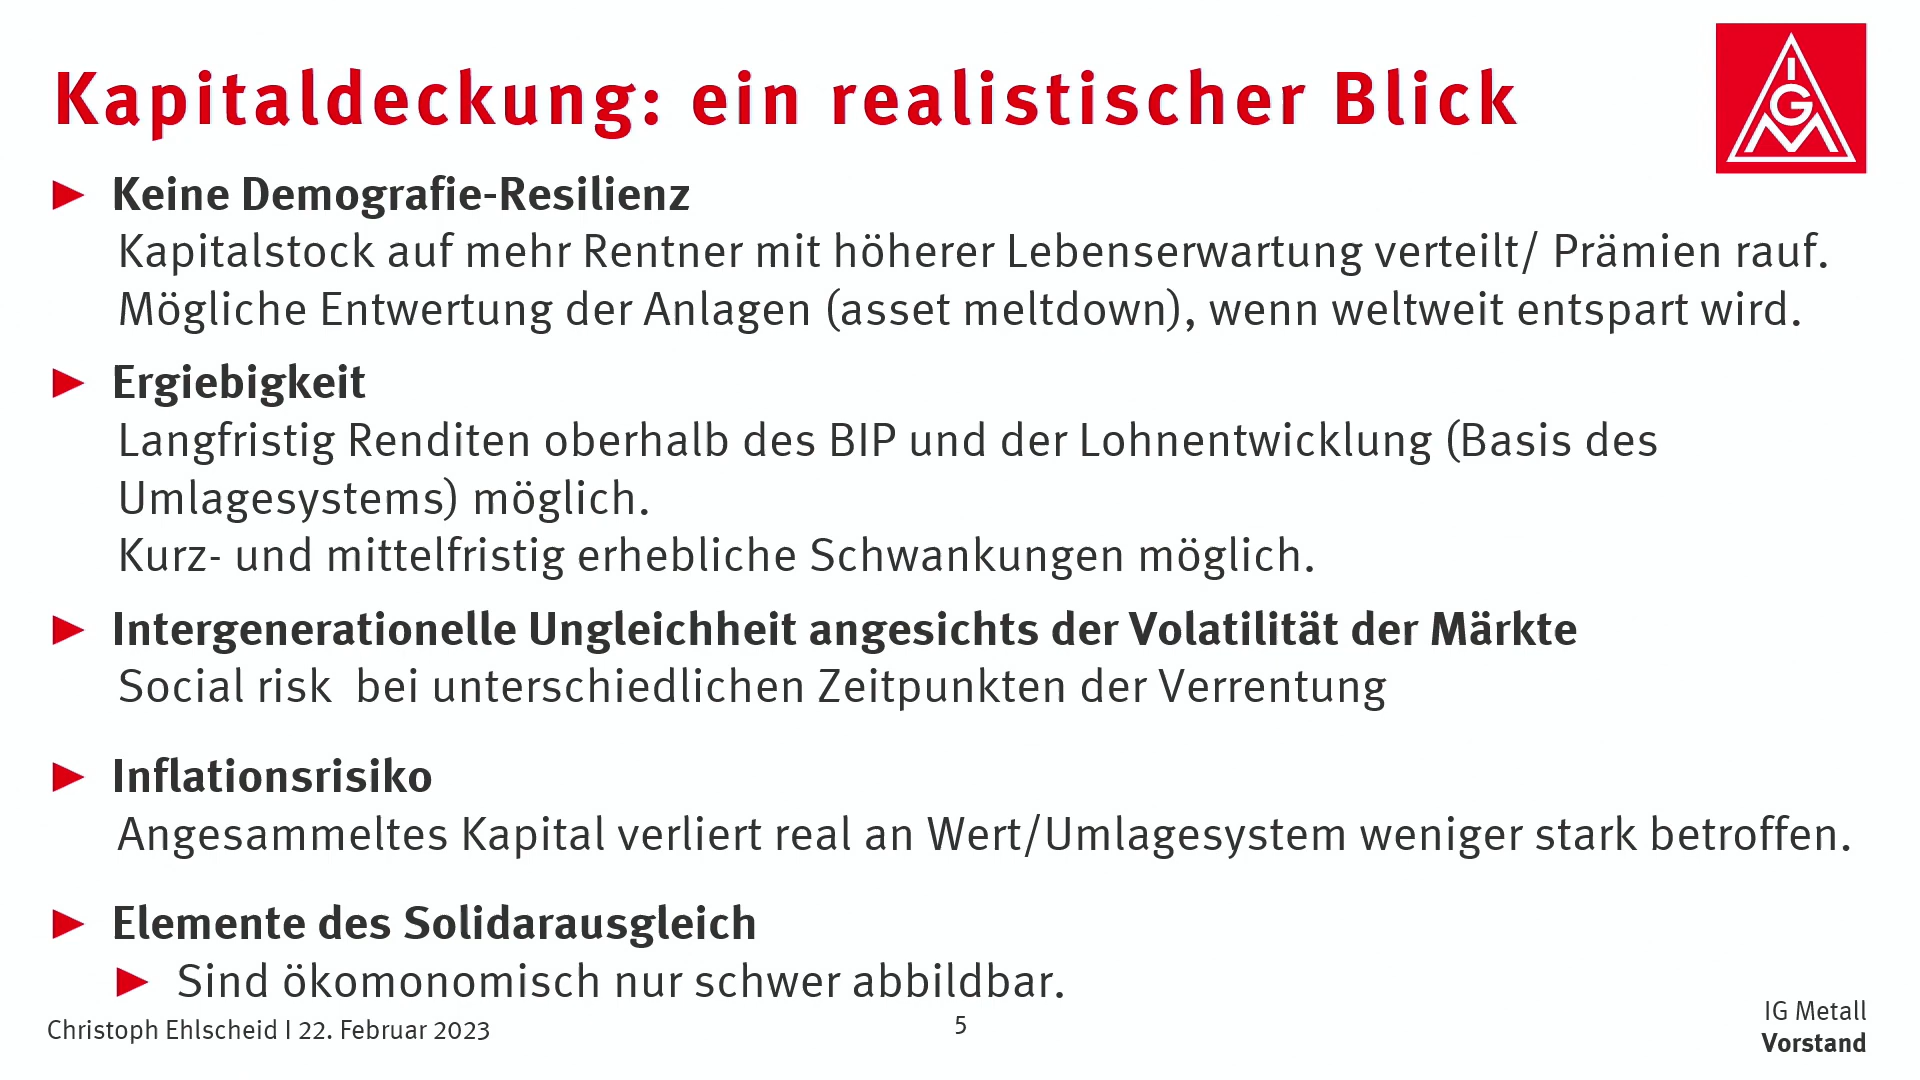 Kapitaldeckung: ein realistischer Blick
IGM
► Keine Demografie-Resilienz
Kapitalstock auf mehr Rentner mit höherer Lebenserwartung verteilt/ Prämien rauf.
Mögliche Entwertung der Anlagen (asset meltdown), wenn weltweit entspart wird.
► Ergiebigkeit
Langfristig Renditen oberhalb des BIP und der Lohnentwicklung (Basis des
Umlagesystems) möglich.
Kurz- und mittelfristig erhebliche Schwankungen möglich.
► Intergenerationelle Ungleichheit angesichts der Volatilität der Märkte
Social risk bei unterschiedlichen Zeitpunkten der Verrentung
► Inflationsrisiko
Angesammeltes Kapital verliert real an Wert/Umlagesystem weniger stark betroffen.
► Elemente des Solidarausgleich
► Sind ökomonomisch nur schwer abbildbar.
Christoph Ehlscheid I 22. Februar 2023
5
IG Metall
Vorstand